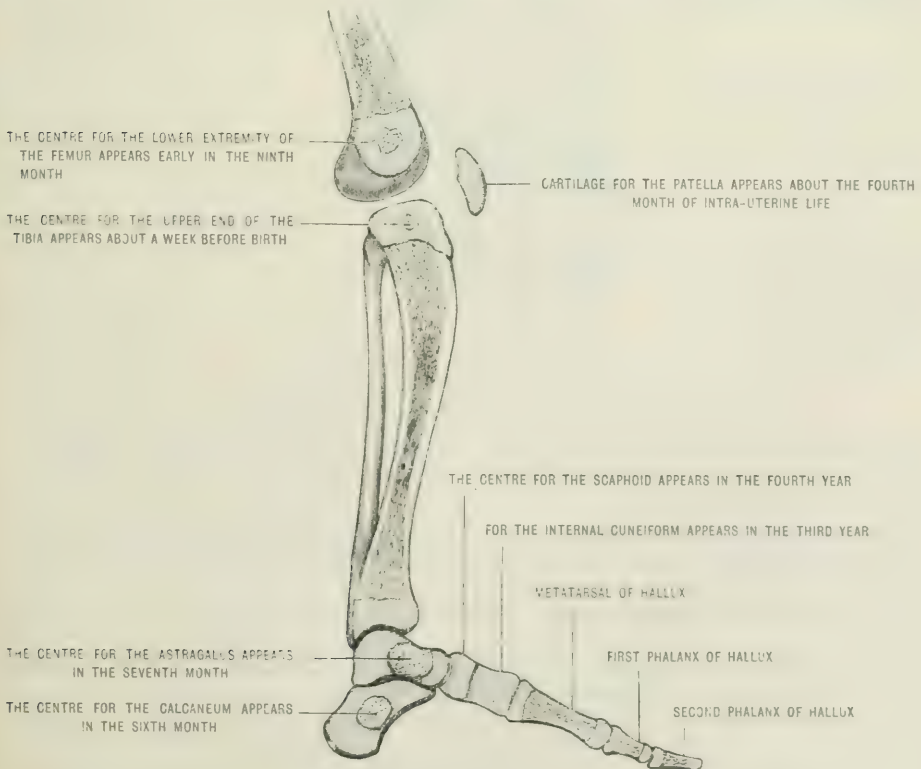 THE CENTRE FOR THE LOWER EXTREMITY OF
THE FEMUR APPEARS EARLY IN THE NINTH
MONTH
CARTILAGE FOR THE PATELLA APPEARS ABOUT THE FOURTH
MONTH OF INTRA-UTERINE LIFE
THE CENTRE FOR THE UPPER END OF THE
TIBIA APPEARS ABOUT A WEEK BEFORE BIRTH
THE CENTRE FOR THE SCAPHOID APPEARS IN THE FOURTH YEAR
FOR THE INTERNAL CUNEIFORM APPEARS IN THE THIRD YEAR
METATARSAL OF HALLUX
THE CENTRE FOR THE ASTRAGALUS APPEARS
IN THE SEVENTH MONTH
FIRST PHALANX OF HALLUX
THE CENTRE FOR THE CALCANEUM APPEARS
IN THE SIXTH MONTH
SECOND PHALANX OF HALLUX